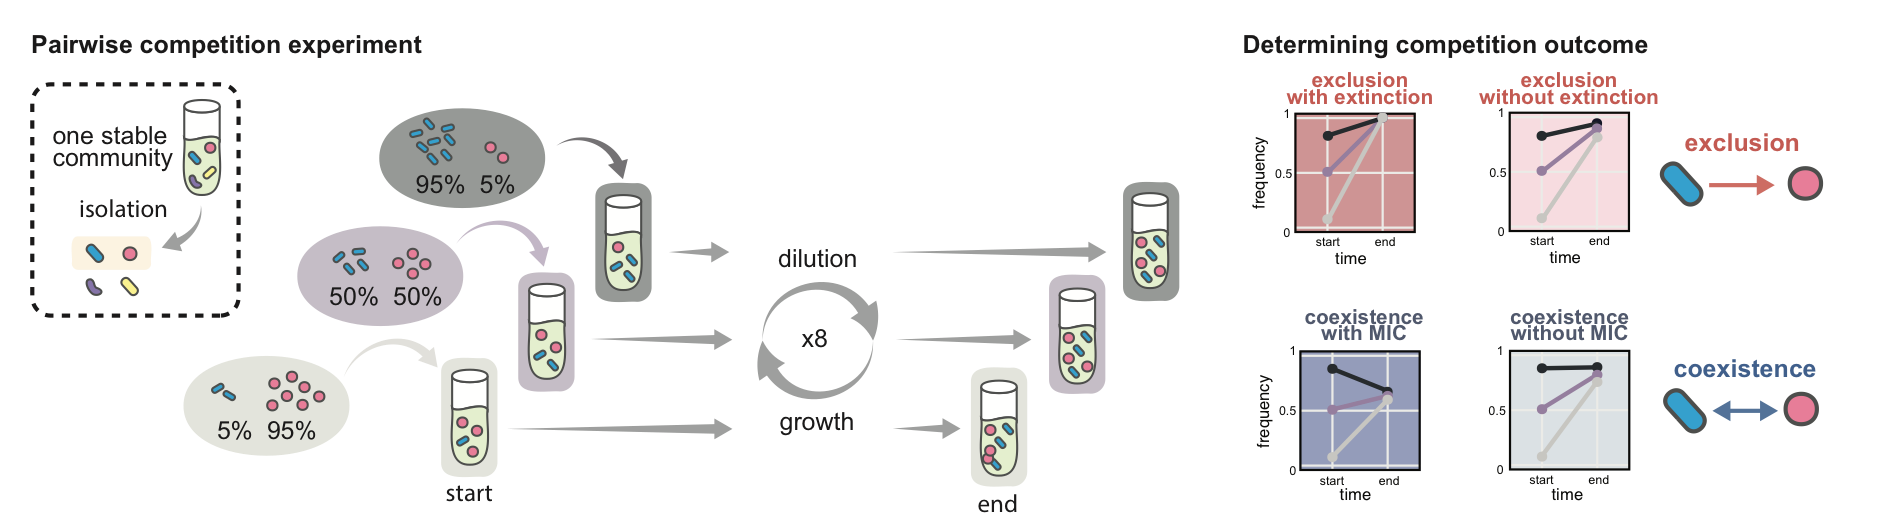 Pairwise competition experiment
one stable
community
isolation
95% 5%
50% 50%
5% 95%
start
dilution
x8
growth
end
Determining competition outcome
exclusion
with extinction
1
0.5
0
frequency
start end
time
exclusion
without extinction
1
0.5
0
start end
time
exclusion
coexistence
with MIC
1
0.5
0
frequency
start end
time
coexistence
without MIC
1
0.5
0
start end
time
coexistence